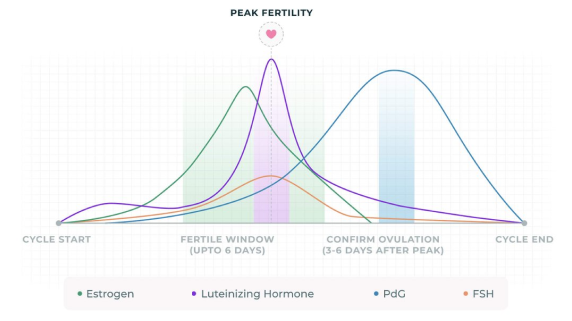 PEAK FERTILITY
CYCLE START
FERTILE WINDOW
(UPTO 6 DAYS)
CONFIRM OVULATION
(3-6 DAYS AFTER PEAK)
CYCLE END
Estrogen
Luteinizing Hormone
PdG
FSH